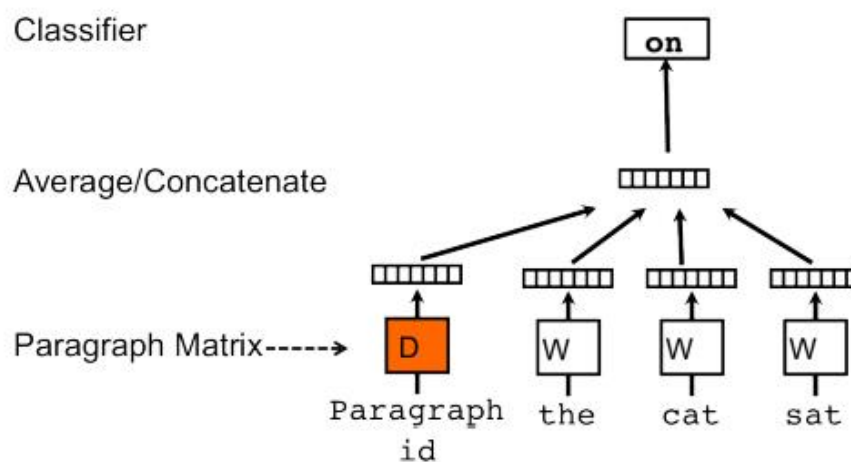 Classifier
on
Average/Concatenate
Paragraph Matrix
D
W
W
W
Paragraph
id
the
cat
sat